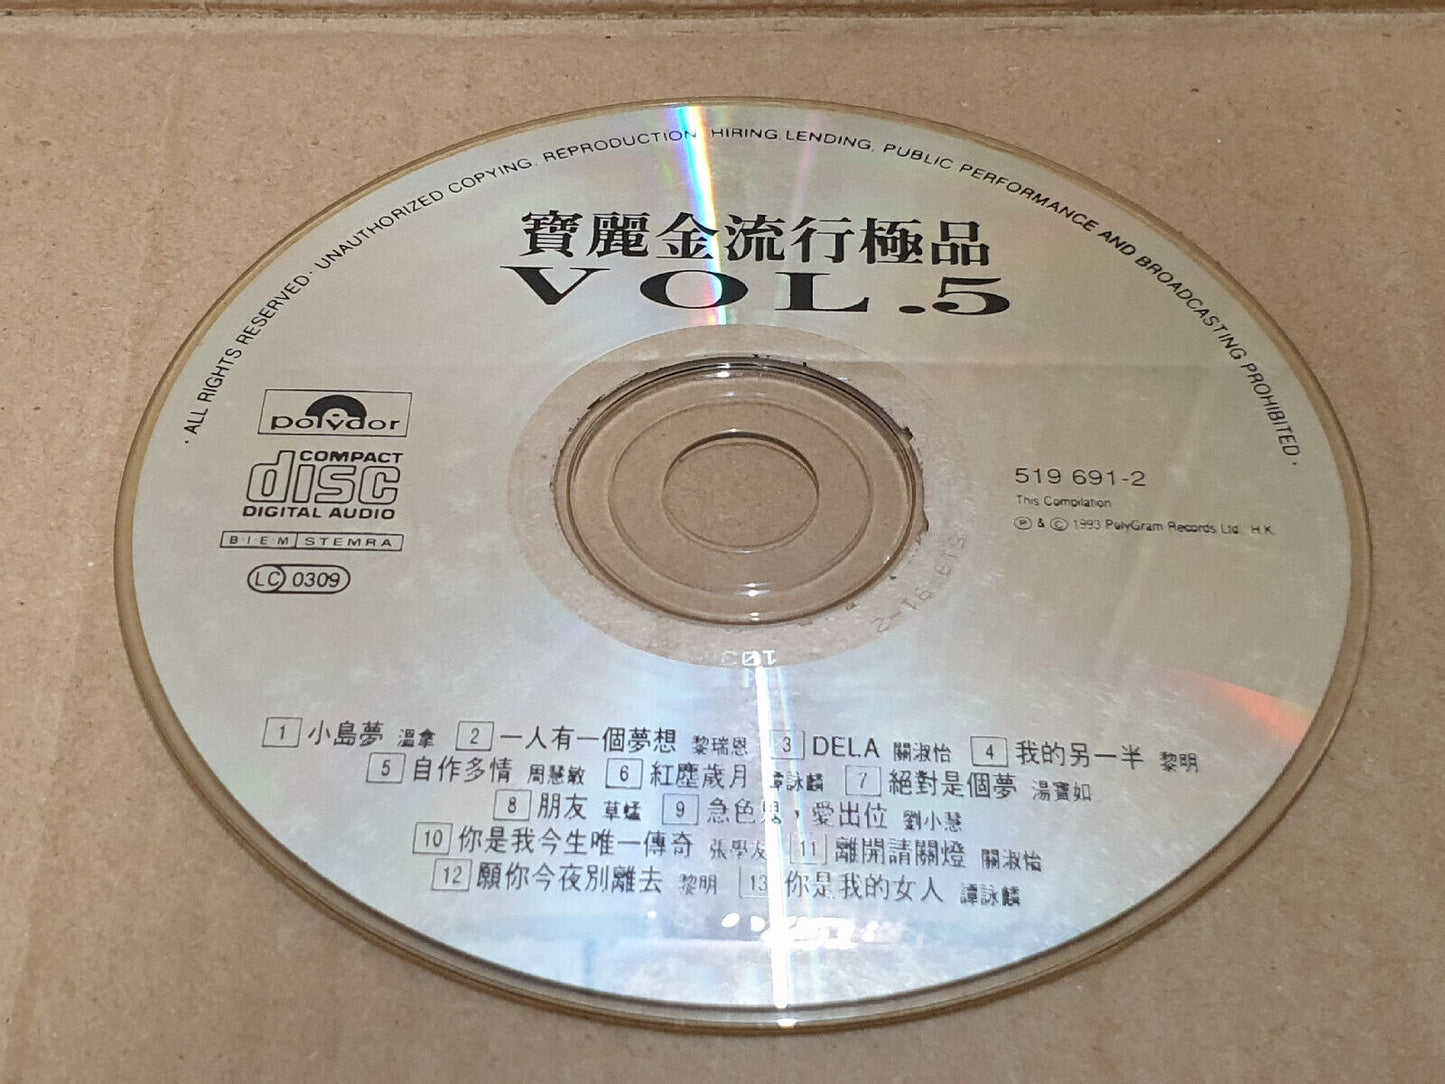 · ALL RIGHTS RESERVED · UNAUTHORIZED COPYING, REPRODUCTION, HIRING, LENDING, PUBLIC PERFORMANCE AND BROADCASTING PROHIBITED ·
寶麗金流行極品
VOL.5
polydor
COMPACT
disc
DIGITAL AUDIO
BIEM STEMRA
LC 0309
519 691-2
This Compilation
℗ & © 1993 PolyGram Records Ltd., H.K.
1 小島夢 溫拿 2 一人有一個夢想 黎瑞恩 3 DELA 關淑怡 4 我的另一半 黎明
5 自作多情 周慧敏 6 紅塵歲月 譚詠麟 7 絕對是個夢 湯寶如
8 朋友 草蜢 9 急色鬼，愛出位 劉小慧
10 你是我今生唯一傳奇 張學友 11 離開請關燈 關淑怡
12 願你今夜別離去 黎明 13 你是我的女人 譚詠麟